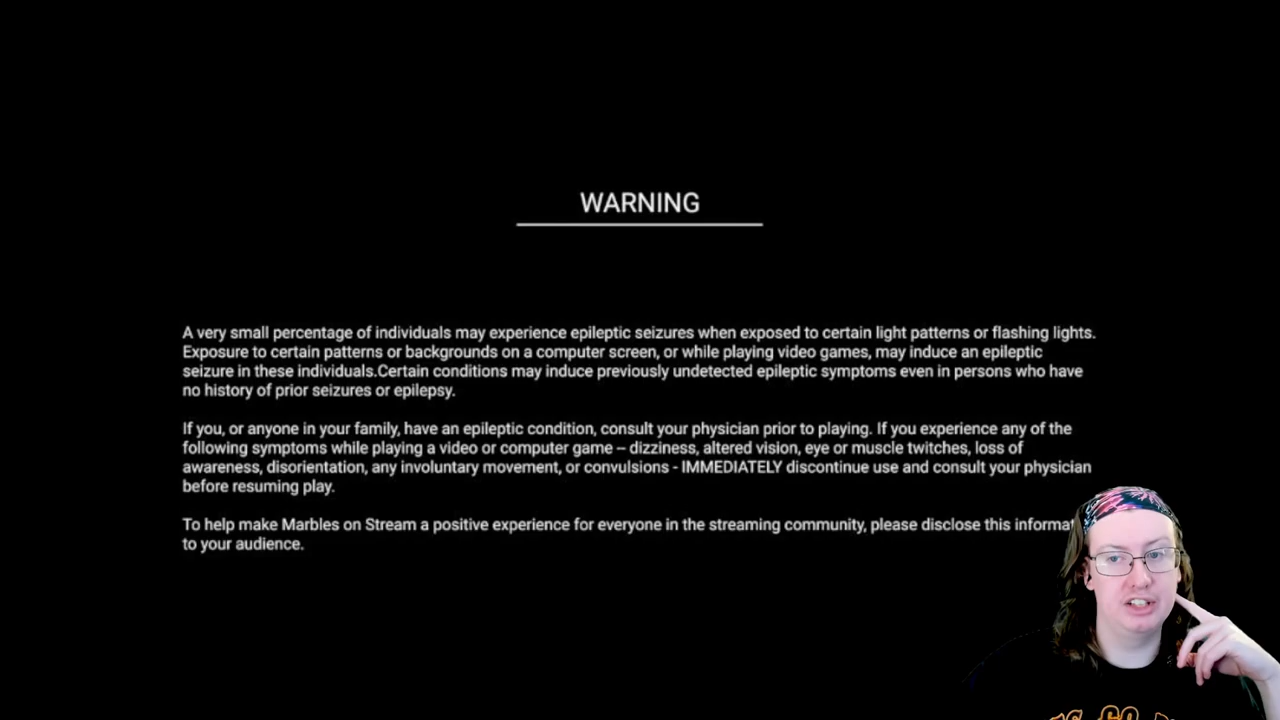 WARNING
A very small percentage of individuals may experience epileptic seizures when exposed to certain light patterns or flashing lights.
Exposure to certain patterns or backgrounds on a computer screen, or while playing video games, may induce an epileptic
seizure in these individuals.Certain conditions may induce previously undetected epileptic symptoms even in persons who have
no history of prior seizures or epilepsy.
If you, or anyone in your family, have an epileptic condition, consult your physician prior to playing. If you experience any of the
following symptoms while playing a video or computer game – dizziness, altered vision, eye or muscle twitches, loss of
awareness, disorientation, any involuntary movement, or convulsions - IMMEDIATELY discontinue use and consult your physician
before resuming play.
To help make Marbles on Stream a positive experience for everyone in the streaming community, please disclose this informat
to your audience.